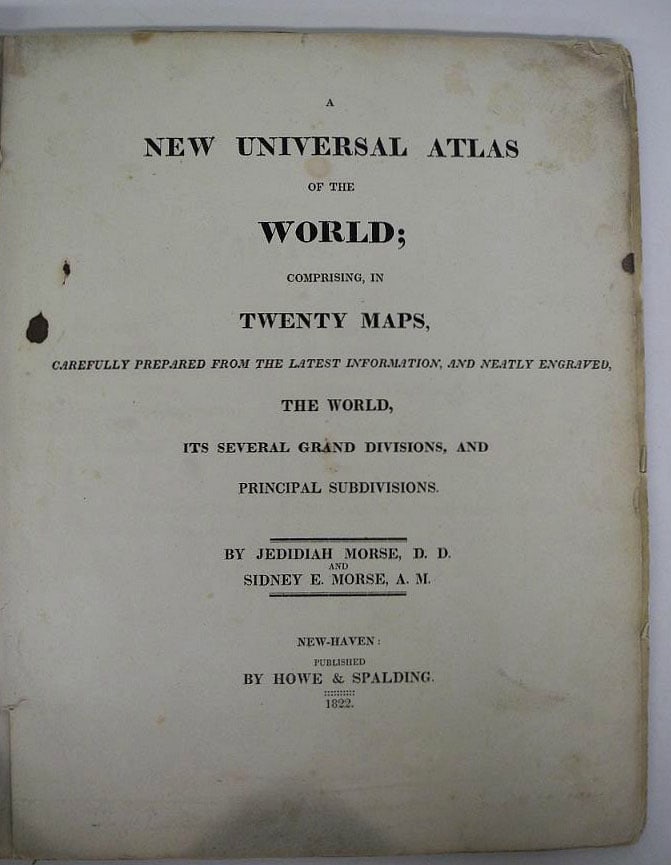 A
NEW UNIVERSAL ATLAS
OF THE
WORLD;
COMPRISING, IN
TWENTY MAPS,
CAREFULLY PREPARED FROM THE LATEST INFORMATION, AND NEATLY ENGRAVED,
THE WORLD,
ITS SEVERAL GRAND DIVISIONS, AND
PRINCIPAL SUBDIVISIONS.
BY JEDIDIAH MORSE, D. D.
AND
SIDNEY E. MORSE, A. M.
NEW-HAVEN:
PUBLISHED
BY HOWE & SPALDING.
1822.